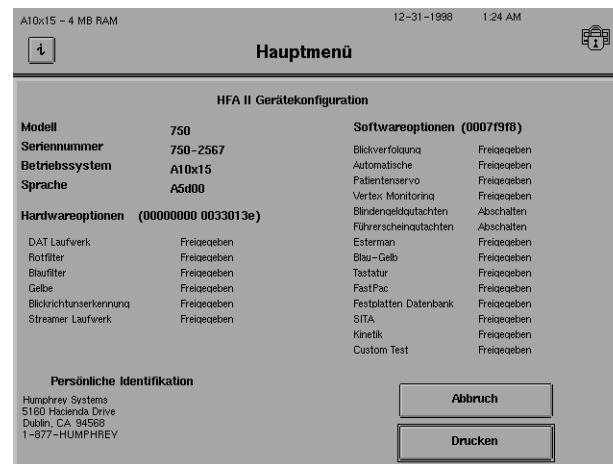 A10x15 – 4 MB RAM
12–31–1998 1:24 AM
i
Hauptmenü
HFA II Gerätekonfiguration
Modell 750
Seriennummer 750–2567
Betriebssystem A10x15
Sprache A5d00
Hardwareoptionen (00000000 0033013e)
DAT Laufwerk Freigegeben
Rotfilter Freigegeben
Blaufilter Freigegeben
Gelbe Freigegeben
Blickrichtunserkennung Freigegeben
Streamer Laufwerk Freigegeben
Softwareoptionen (0007f9f8)
Blickverfolgung Freigegeben
Automatische Freigegeben
Patientenservo Freigegeben
Vertex Monitoring Freigegeben
Blindengeldgutachten Abschalten
Führerscheingutachten Abschalten
Esterman Freigegeben
Blau–Gelb Freigegeben
Tastatur Freigegeben
FastPac Freigegeben
Festplatten Datenbank Freigegeben
SITA Freigegeben
Kinetik Freigegeben
Custom Test Freigegeben
Persönliche Identifikation
Humphrey Systems
5160 Hacienda Drive
Dublin, CA 94568
1–877–HUMPHREY
Abbruch
Drucken